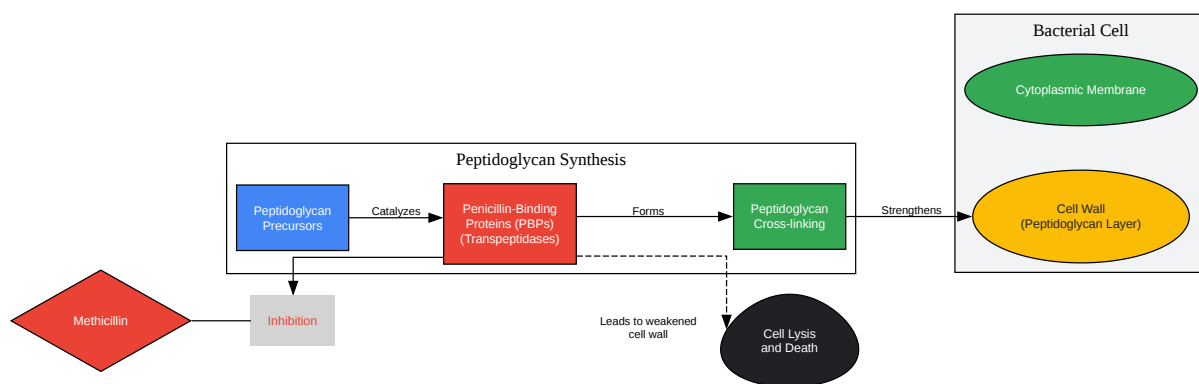 Bacterial Cell
Cytoplasmic Membrane
Peptidoglycan Synthesis
Peptidoglycan
Precursors
Catalyzes
Penicillin-Binding
Proteins (PBPs)
(Transpeptidases)
Forms
Peptidoglycan
Cross-linking
Strengthens
Cell Wall
(Peptidoglycan Layer)
Methicillin
Inhibition
Leads to weakened
cell wall
Cell Lysis
and Death